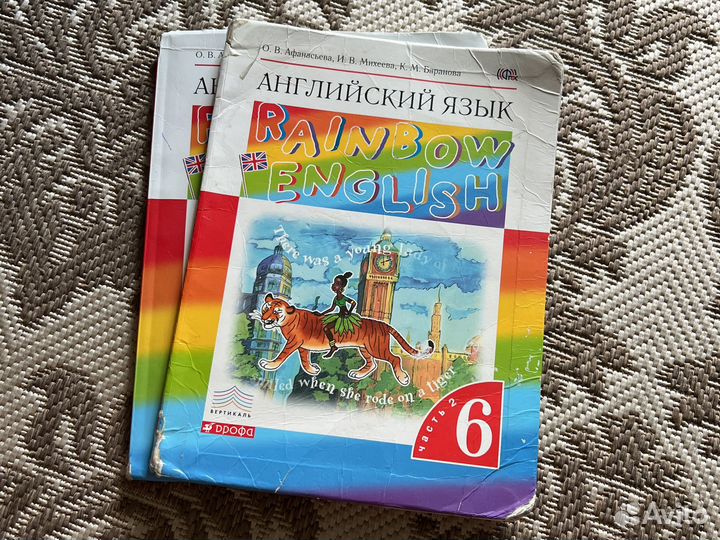 О. В. А
О. В. Афанасьева, И. В. Михеева, К. М. Баранова
АНГЛИЙСКИЙ ЯЗЫК
RAINBOW
ENGLISH
There was a young lady of
smiled when she rode on a tiger
часть 2
6
ВЕРТИКАЛЬ
ДРОФА
Avito